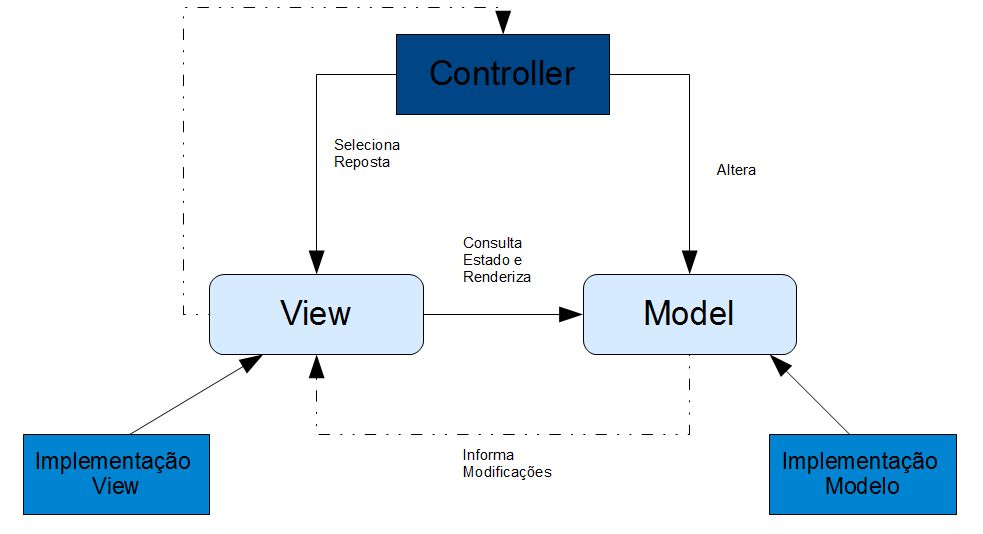 Controller
Seleciona
Reposta
Altera
Consulta
Estado e
Renderiza
View
Model
Informa
Modificações
Implementação
View
Implementação
Modelo